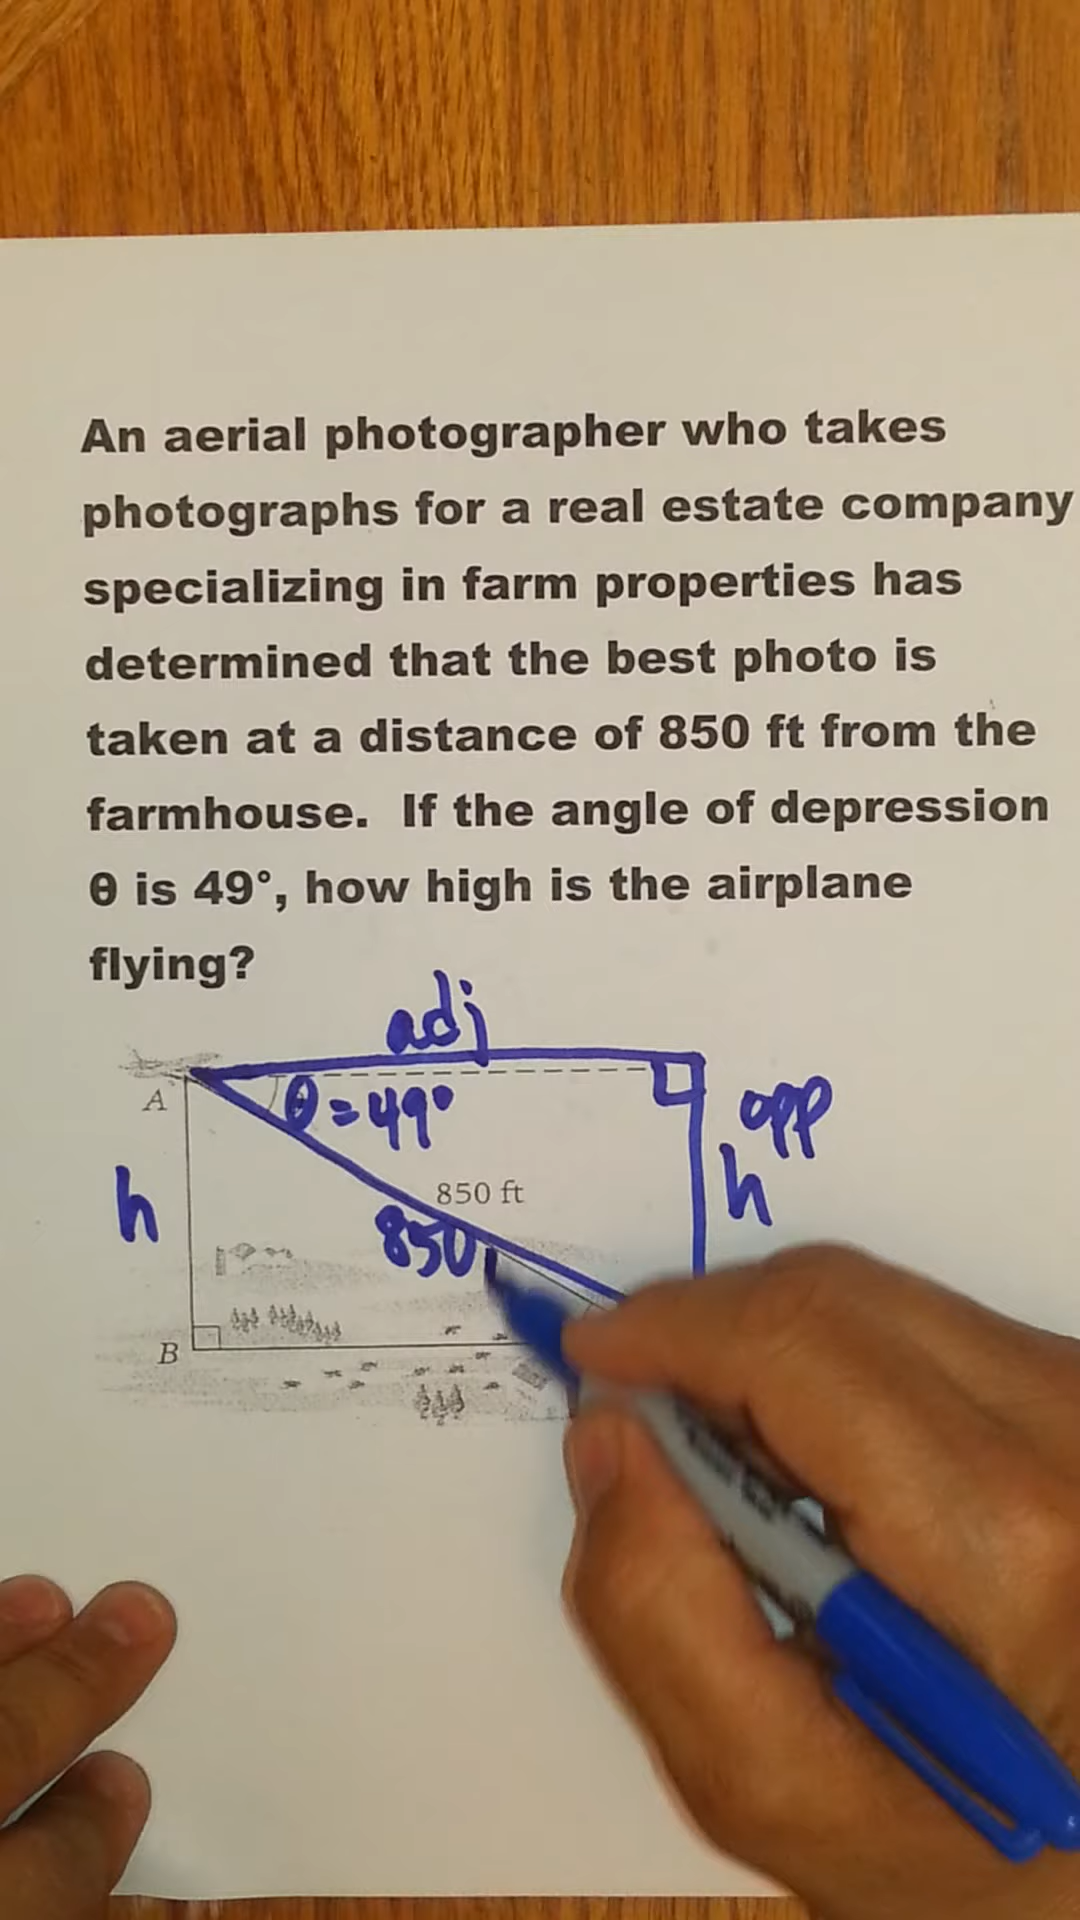 An aerial photographer who takes
photographs for a real estate company
specializing in farm properties has
determined that the best photo is
taken at a distance of 850 ft from the
farmhouse. If the angle of depression
θ is 49°, how high is the airplane
flying?
adj
A
θ = 49°
opp
h
h
850 ft
850
B